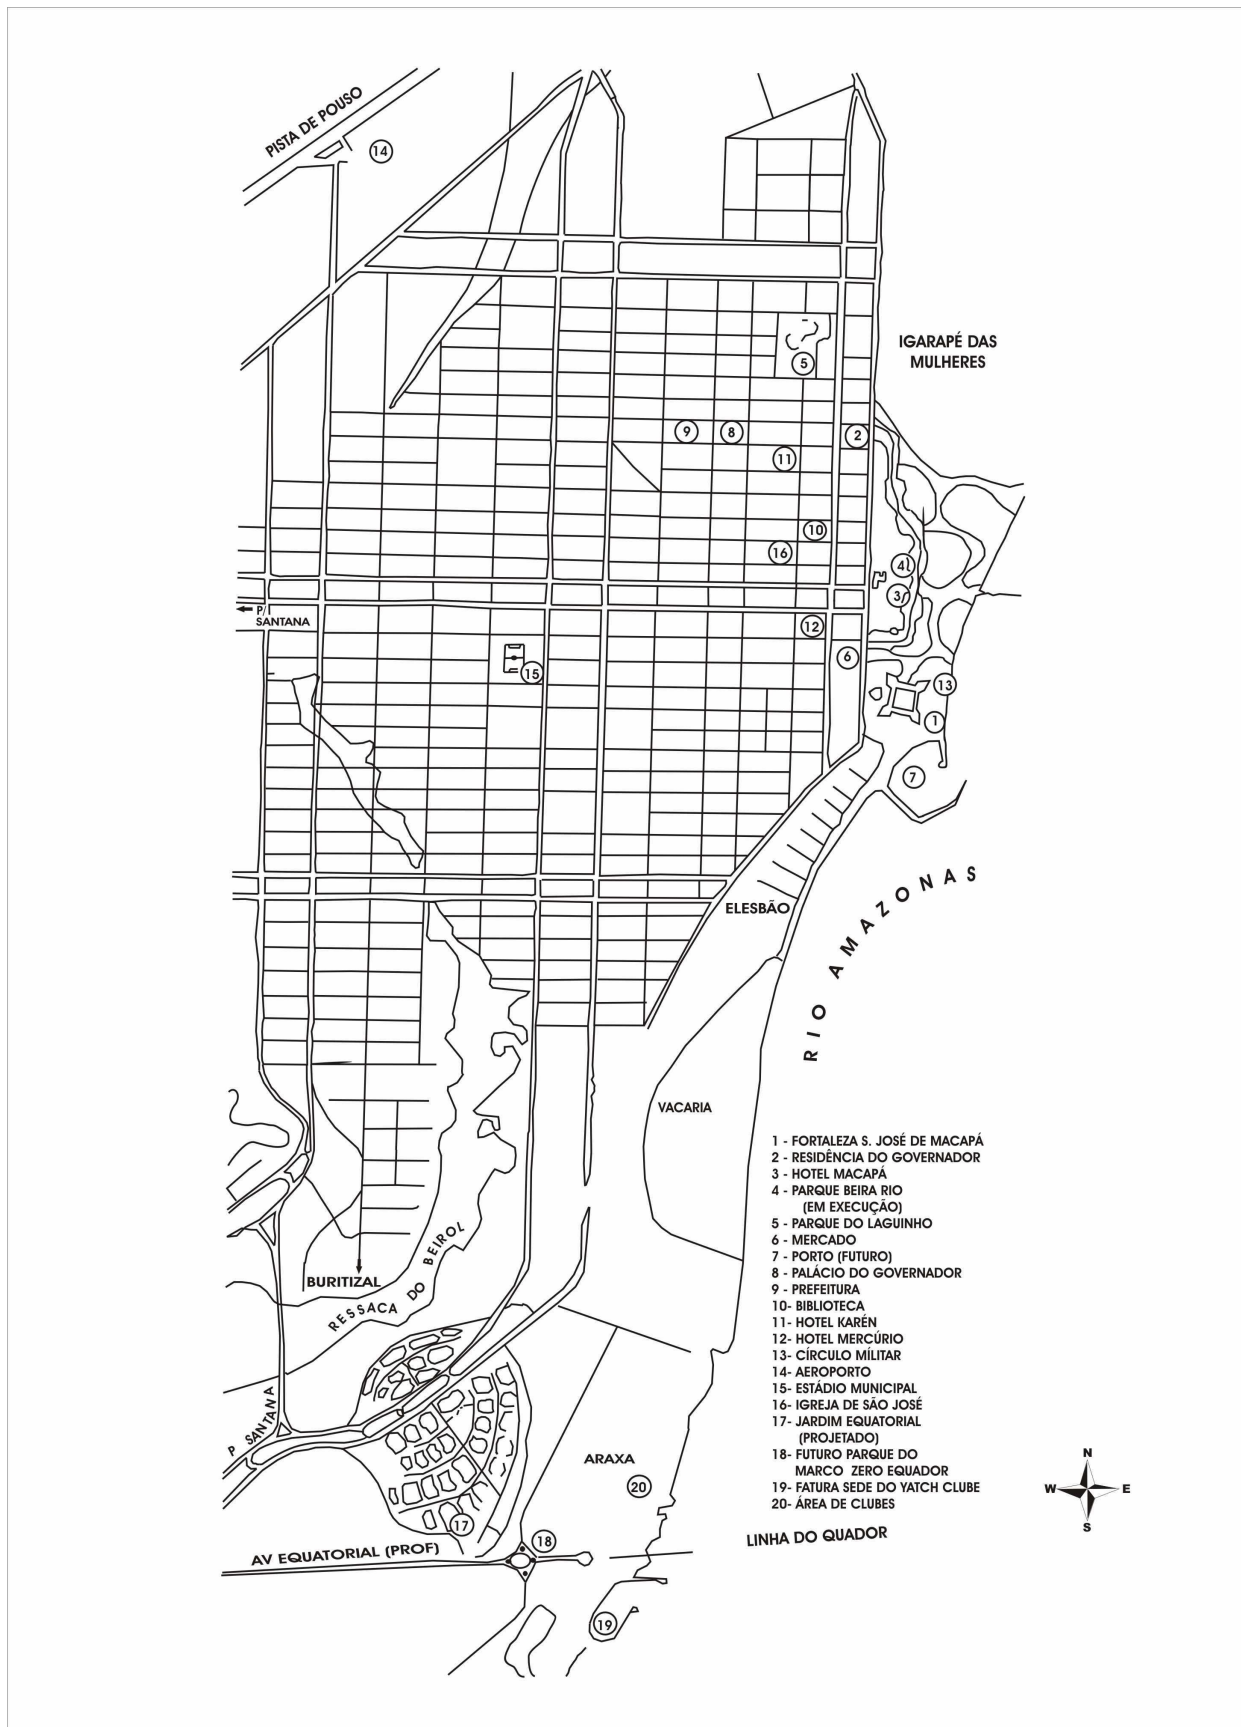 PISTA DE POUSO
14
IGARAPÉ DAS
MULHERES
5
9
8
2
11
10
16
4
3
P/
SANTANA
12
6
15
13
1
7
ELESBÃO
RIO AMAZONAS
VACARIA
1 - FORTALEZA S. JOSÉ DE MACAPÁ
2 - RESIDÊNCIA DO GOVERNADOR
3 - HOTEL MACAPÁ
4 - PARQUE BEIRA RIO
(EM EXECUÇÃO)
5 - PARQUE DO LAGUINHO
6 - MERCADO
7 - PORTO (FUTURO)
8 - PALÁCIO DO GOVERNADOR
9 - PREFEITURA
10- BIBLIOTECA
11- HOTEL KARÉN
12- HOTEL MERCÚRIO
13- CÍRCULO MÍLITAR
14- AEROPORTO
15- ESTÁDIO MUNICIPAL
16- IGREJA DE SÃO JOSÉ
17- JARDIM EQUATORIAL
(PROJETADO)
18- FUTURO PARQUE DO
MARCO ZERO EQUADOR
19- FATURA SEDE DO YATCH CLUBE
20- ÁREA DE CLUBES
BURITIZAL
RESSACA DO BEIROL
P SANTANA
ARAXA
20
17
18
AV EQUATORIAL (PROF)
LINHA DO QUADOR
19
N
W E
S